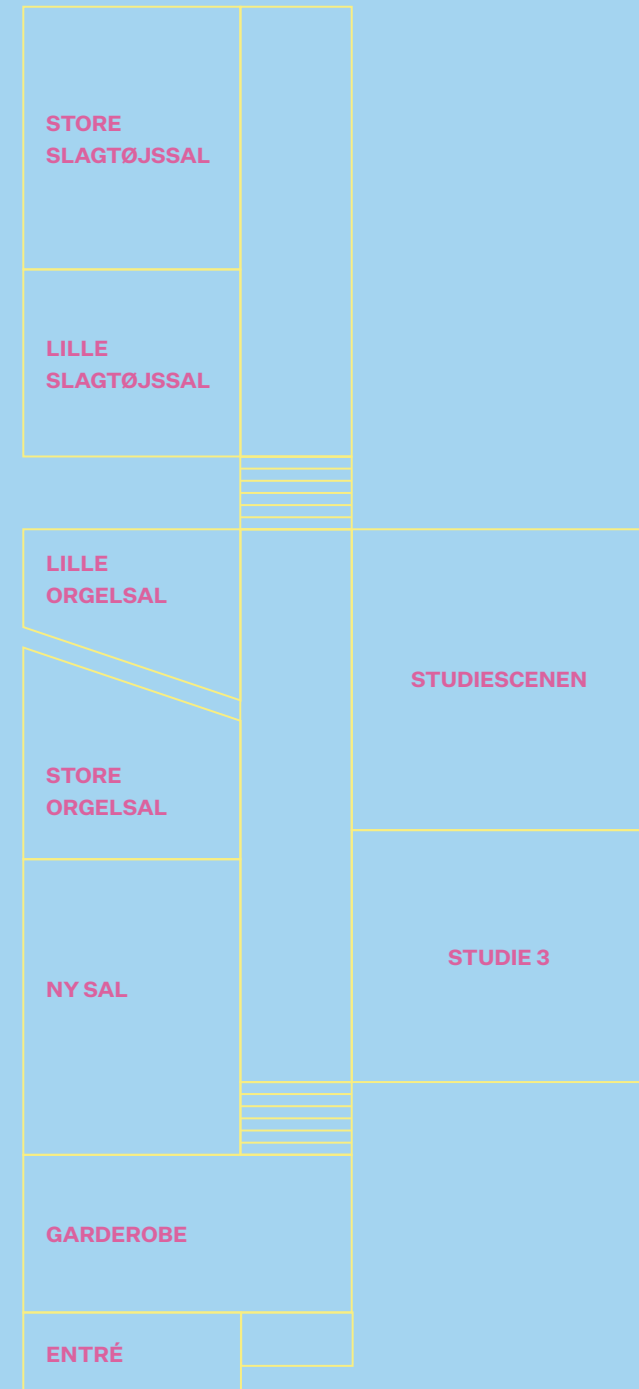 STORE
SLAGTØJSSAL
LILLE
SLAGTØJSSAL
LILLE
ORGELSAL
STUDIESCENEN
STORE
ORGELSAL
STUDIE 3
NY SAL
GARDEROBE
ENTRÉ